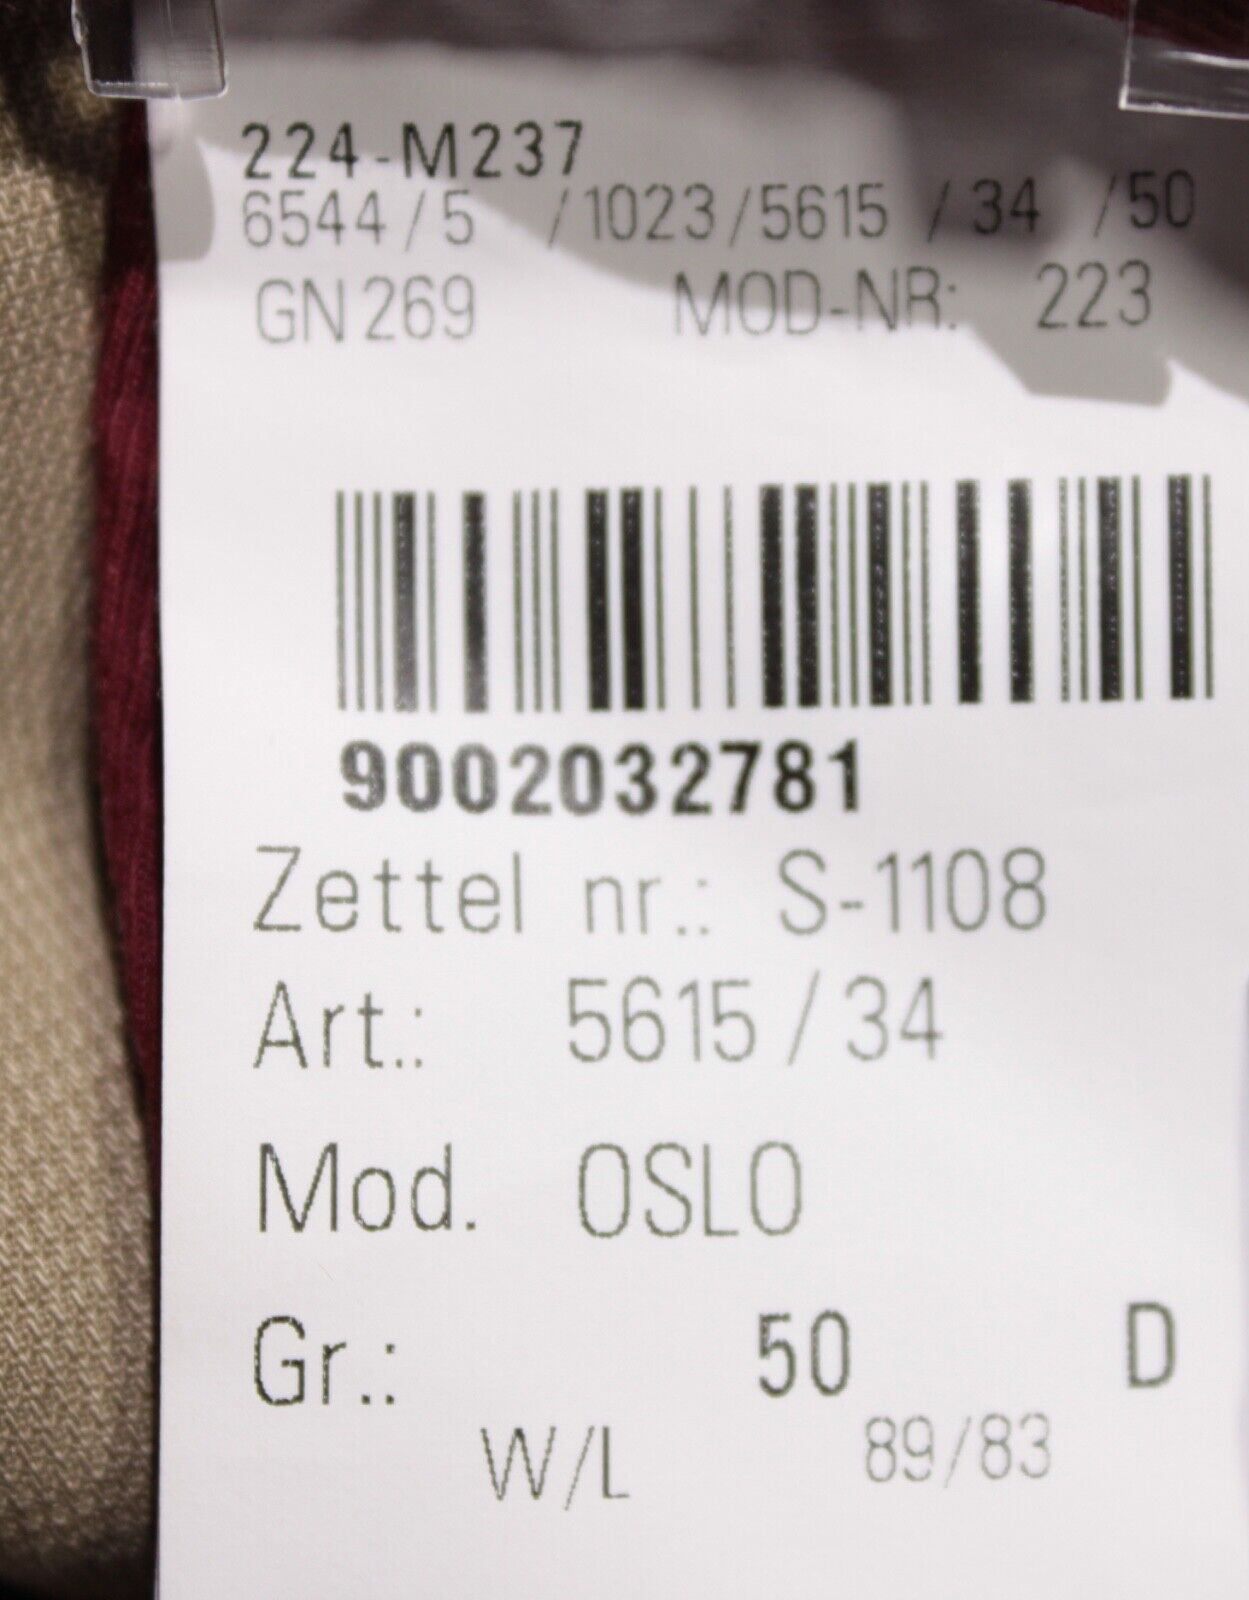 224-M237
6544 / 5 / 1023 / 5615 / 34 / 50
GN 269 MOD-NR: 223
9002032781
Zettel nr.: S-1108
Art.: 5615 / 34
Mod. OSLO
Gr.: 50 D
W/L 89/83